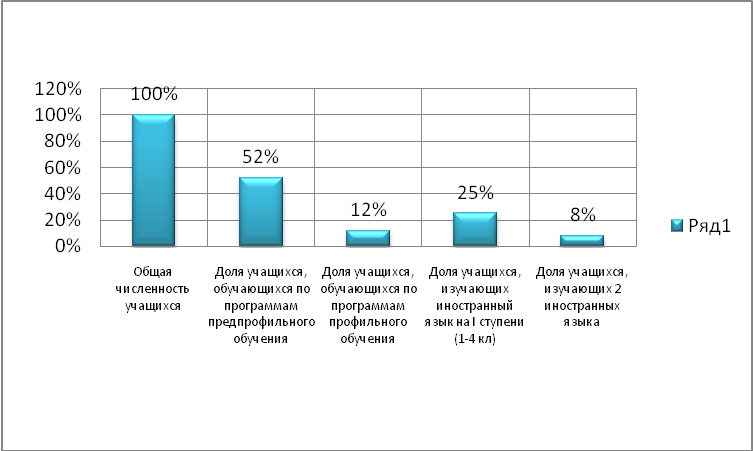 120%
100%
80%
60%
40%
20%
0%
100%
52%
12%
25%
8%
Общая
численность
учащихся
Доля учащихся,
обучающихся по
программам
предпрофильного
обучения
Доля учащихся,
обучающихся по
программам
профильного
обучения
Доля учащихся,
изучающих
иностранный
язык на I ступени
(1-4 кл)
Доля учащихся,
изучающих 2
иностранных
языка
Ряд1